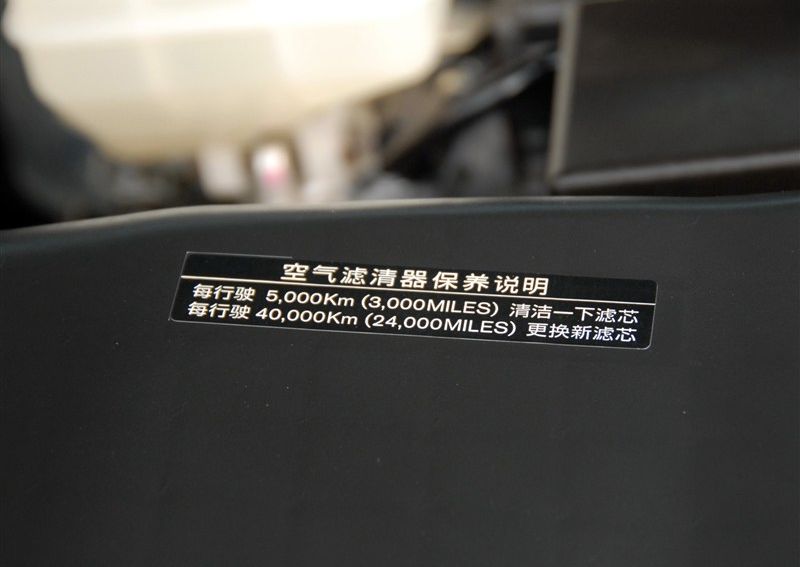 空气滤清器保养说明
每行驶 5,000Km (3,000MILES) 清洁一下滤芯
每行驶 40,000Km (24,000MILES) 更换新滤芯